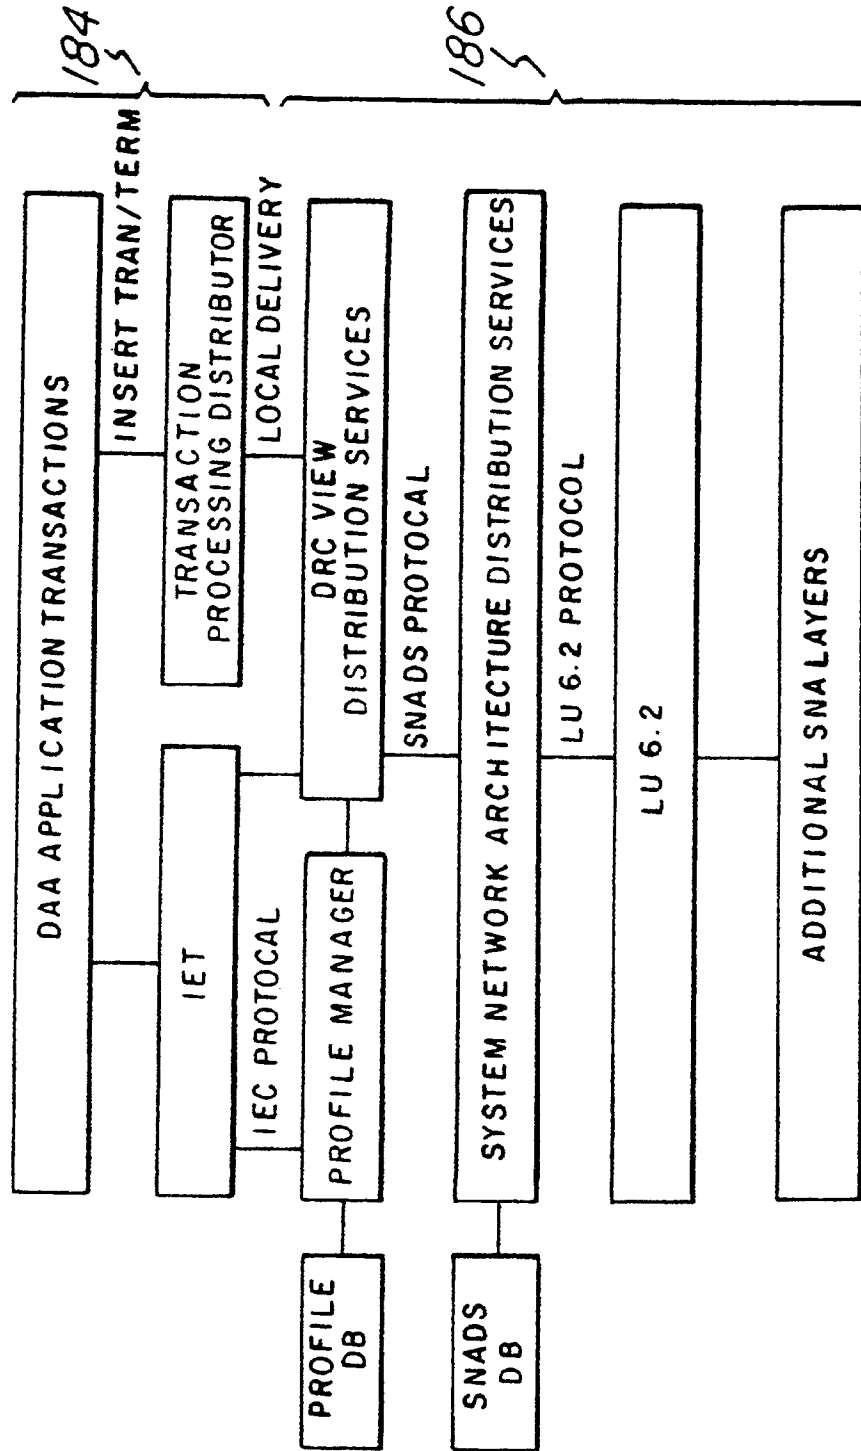 184
DAA APPLICATION TRANSACTIONS
INSERT TRAN/TERM
IET
TRANSACTION
PROCESSING DISTRIBUTOR
IEC PROTOCAL
LOCAL DELIVERY
186
PROFILE
DB
PROFILE MANAGER
DRC VIEW
DISTRIBUTION SERVICES
SNADS PROTOCAL
SNADS
DB
SYSTEM NETWORK ARCHITECTURE DISTRIBUTION SERVICES
LU 6.2 PROTOCOL
LU 6.2
ADDITIONAL SNA LAYERS